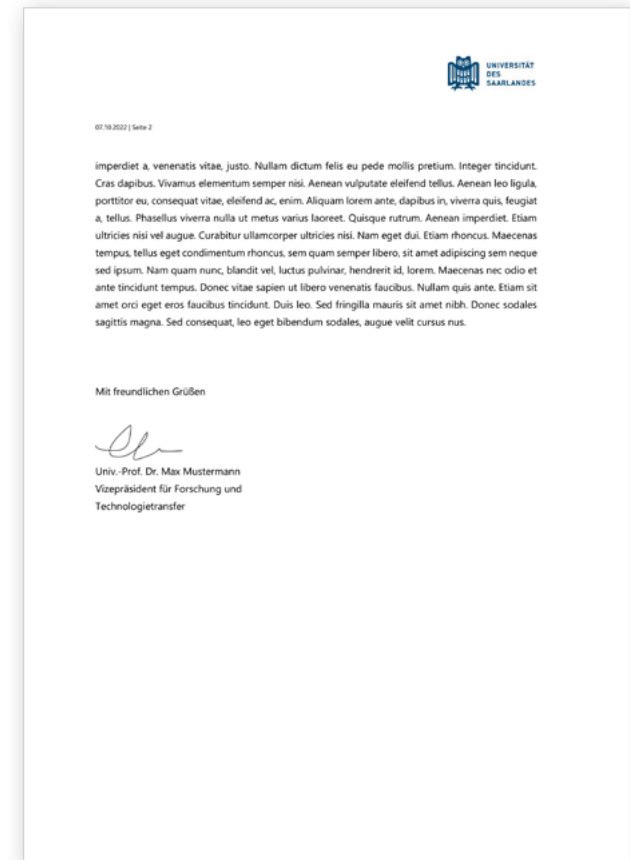 UNIVERSITÄT
DES
SAARLANDES
07.10.2022 | Seite 2
imperdiet a, venenatis vitae, justo. Nullam dictum felis eu pede mollis pretium. Integer tincidunt.
Cras dapibus. Vivamus elementum semper nisi. Aenean vulputate eleifend tellus. Aenean leo ligula,
porttitor eu, consequat vitae, eleifend ac, enim. Aliquam lorem ante, dapibus in, viverra quis, feugiat
a, tellus. Phasellus viverra nulla ut metus varius laoreet. Quisque rutrum. Aenean imperdiet. Etiam
ultricies nisi vel augue. Curabitur ullamcorper ultricies nisi. Nam eget dui. Etiam rhoncus. Maecenas
tempus, tellus eget condimentum rhoncus, sem quam semper libero, sit amet adipiscing sem neque
sed ipsum. Nam quam nunc, blandit vel, luctus pulvinar, hendrerit id, lorem. Maecenas nec odio et
ante tincidunt tempus. Donec vitae sapien ut libero venenatis faucibus. Nullam quis ante. Etiam sit
amet orci eget eros faucibus tincidunt. Duis leo. Sed fringilla mauris sit amet nibh. Donec sodales
sagittis magna. Sed consequat, leo eget bibendum sodales, augue velit cursus nus.
Mit freundlichen Grüßen
Univ.-Prof. Dr. Max Mustermann
Vizepräsident für Forschung und
Technologietransfer